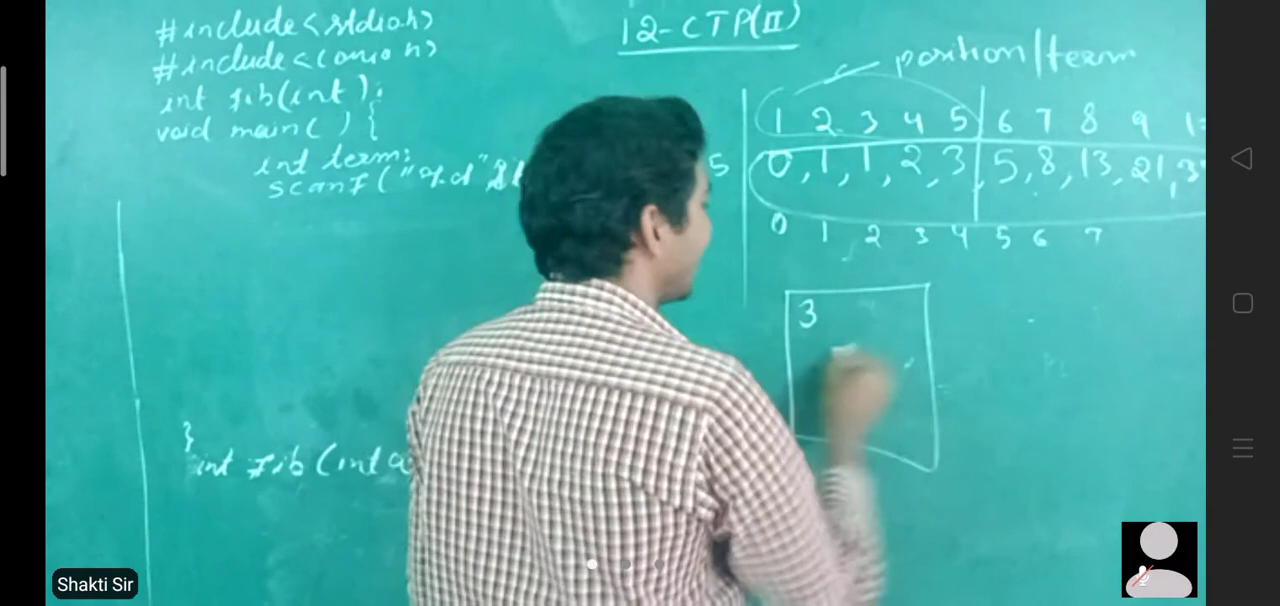 12-CTP(II)
#include<stdio.h>
#include<conio.h>
int fib(int);
void main() {
int term;
scanf("%d"
5
position/term
1 2 3 4 5 6 7 8 9
0, 1, 1, 2, 3, 5, 8, 13, 21, 3
0 1 2 3 4 5 6 7
3
}
int fib(int a
Shakti Sir